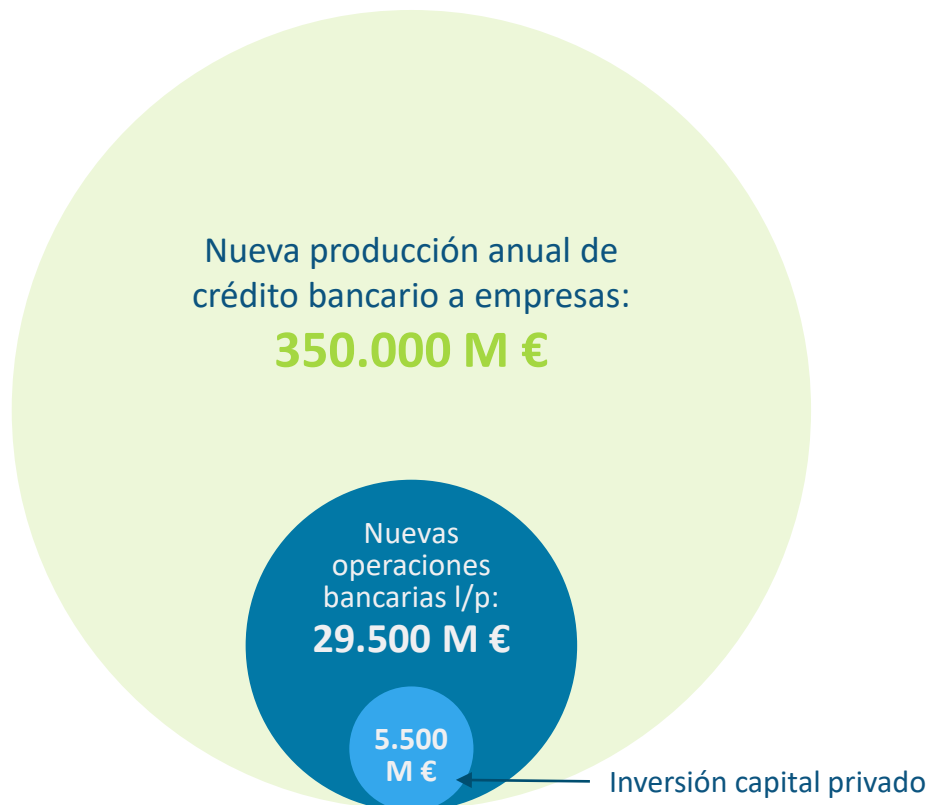 Nueva producción anual de
crédito bancario a empresas:
350.000 M €
Nuevas
operaciones
bancarias l/p:
29.500 M €
5.500
M €
Inversión capital privado